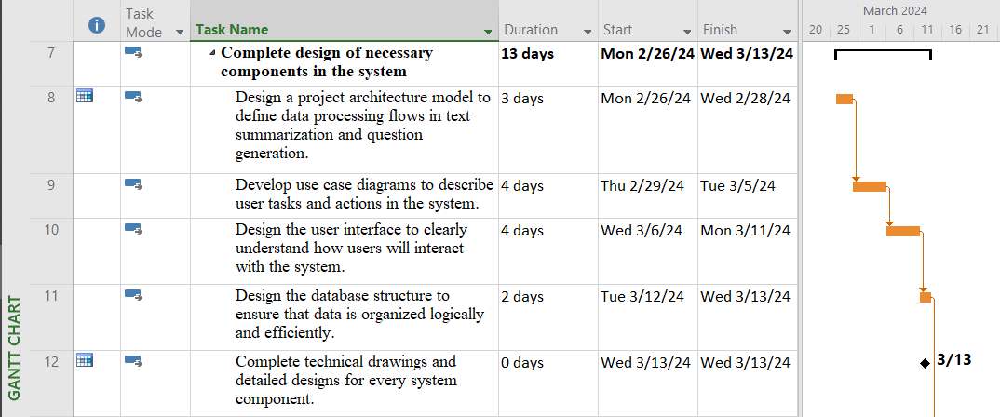 March 2024
Task Mode Task Name Duration Start Finish 20 25 1 6 11 16 21
7 Complete design of necessary 13 days Mon 2/26/24 Wed 3/13/24
components in the system
8 Design a project architecture model to 3 days Mon 2/26/24 Wed 2/28/24
define data processing flows in text
summarization and question
generation.
9 Develop use case diagrams to describe 4 days Thu 2/29/24 Tue 3/5/24
user tasks and actions in the system.
10 Design the user interface to clearly 4 days Wed 3/6/24 Mon 3/11/24
understand how users will interact
with the system.
11 Design the database structure to 2 days Tue 3/12/24 Wed 3/13/24
ensure that data is organized logically
and efficiently.
12 Complete technical drawings and 0 days Wed 3/13/24 Wed 3/13/24 3/13
detailed designs for every system
component.
GANTT CHART